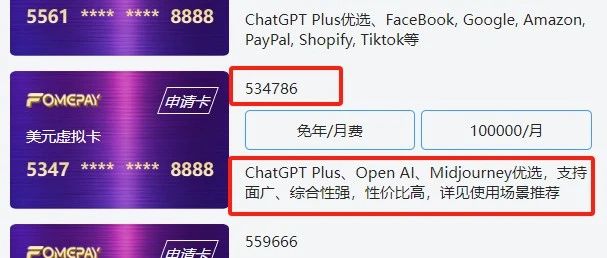 5561 **** **** 8888
ChatGPT Plus优选、FaceBook, Google, Amazon,
PayPal, Shopify, Tiktok等
FOMEPAY
申请卡
美元虚拟卡
5347 **** **** 8888
534786
免年/月费
100000/月
ChatGPT Plus、Open AI、Midjourney优选，支持
面广、综合性强，性价比高，详见使用场景推荐
FOMEPAY
申请卡
559666